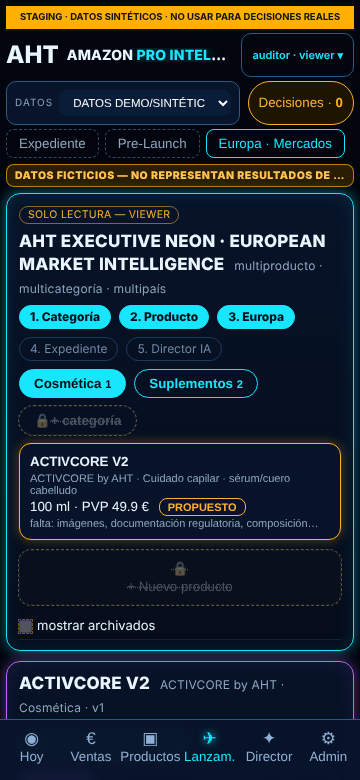 STAGING · DATOS SINTÉTICOS · NO USAR PARA DECISIONES REALES
AHT AMAZON PRO INTEL... auditor · viewer ▾
DATOS DATOS DEMO/SINTÉTIC Decisiones · 0
Expediente Pre-Launch Europa · Mercados
DATOS FICTICIOS — NO REPRESENTAN RESULTADOS DE ...
SOLO LECTURA — VIEWER
AHT EXECUTIVE NEON · EUROPEAN
MARKET INTELLIGENCE multiproducto ·
multicategoría · multipaís
1. Categoría 2. Producto 3. Europa
4. Expediente 5. Director IA
Cosmética 1 Suplementos 2
🔒+ categoría
ACTIVCORE V2
ACTIVCORE by AHT · Cuidado capilar · sérum/cuero
cabelludo
100 ml · PVP 49.9 € PROPUESTO
falta: imágenes, documentación regulatoria, composición...
🔒
+ Nuevo producto
mostrar archivados
ACTIVCORE V2 ACTIVCORE by AHT ·
Cosmética · v1
Hoy Ventas Productos Lanzam. Director Admin